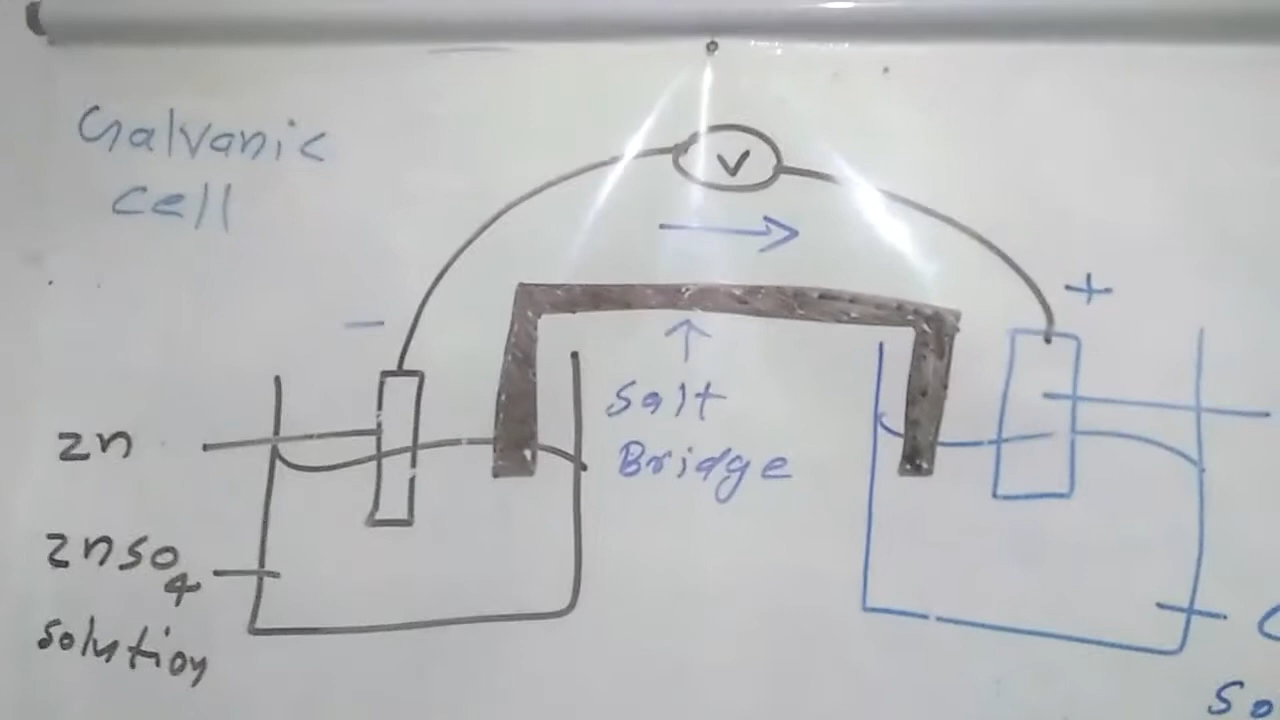 Galvanic
cell
V
+
-
Salt
Bridge
zn
znso4
solution